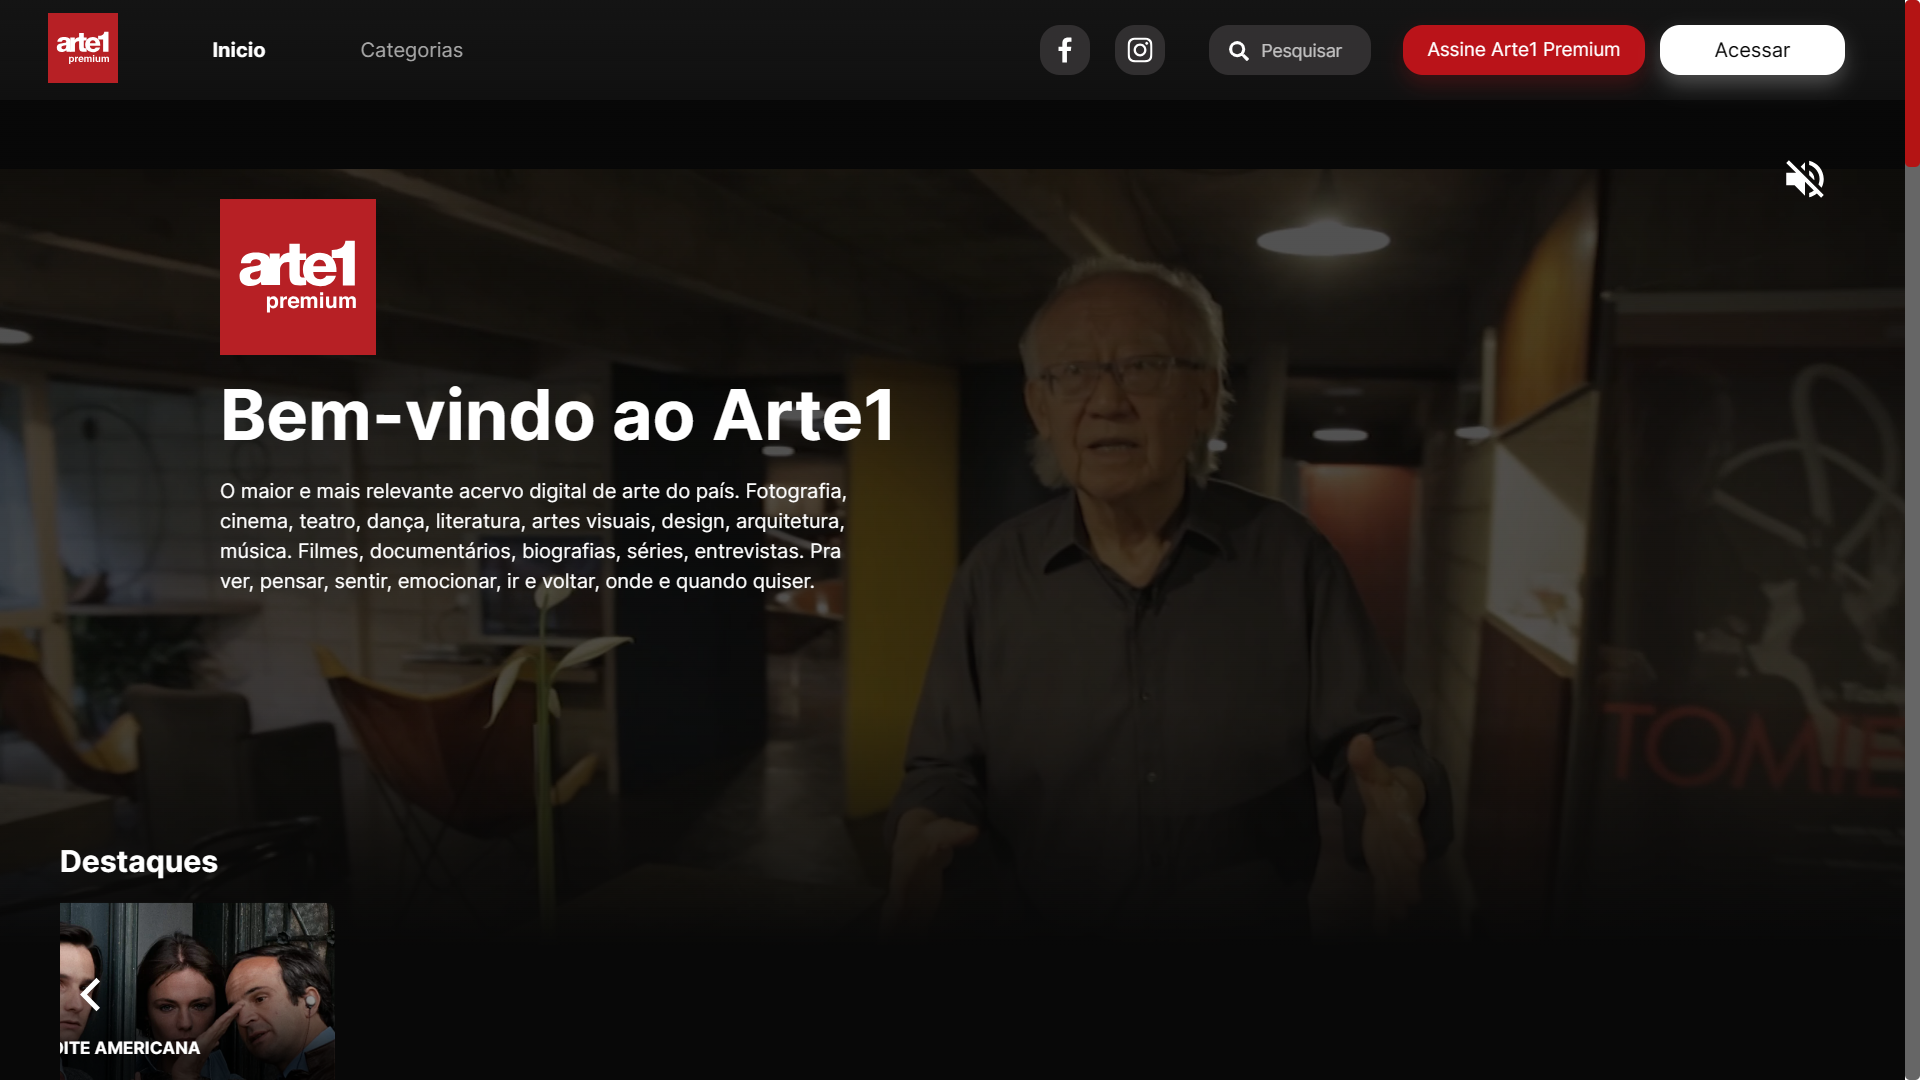 arte1
premium
Inicio
Categorias
Pesquisar
Assine Arte1 Premium
Acessar
arte1
premium
Bem-vindo ao Arte1
O maior e mais relevante acervo digital de arte do país. Fotografia,
cinema, teatro, dança, literatura, artes visuais, design, arquitetura,
música. Filmes, documentários, biografias, séries, entrevistas. Pra
ver, pensar, sentir, emocionar, ir e voltar, onde e quando quiser.
TOMIE
Destaques
OITE AMERICANA